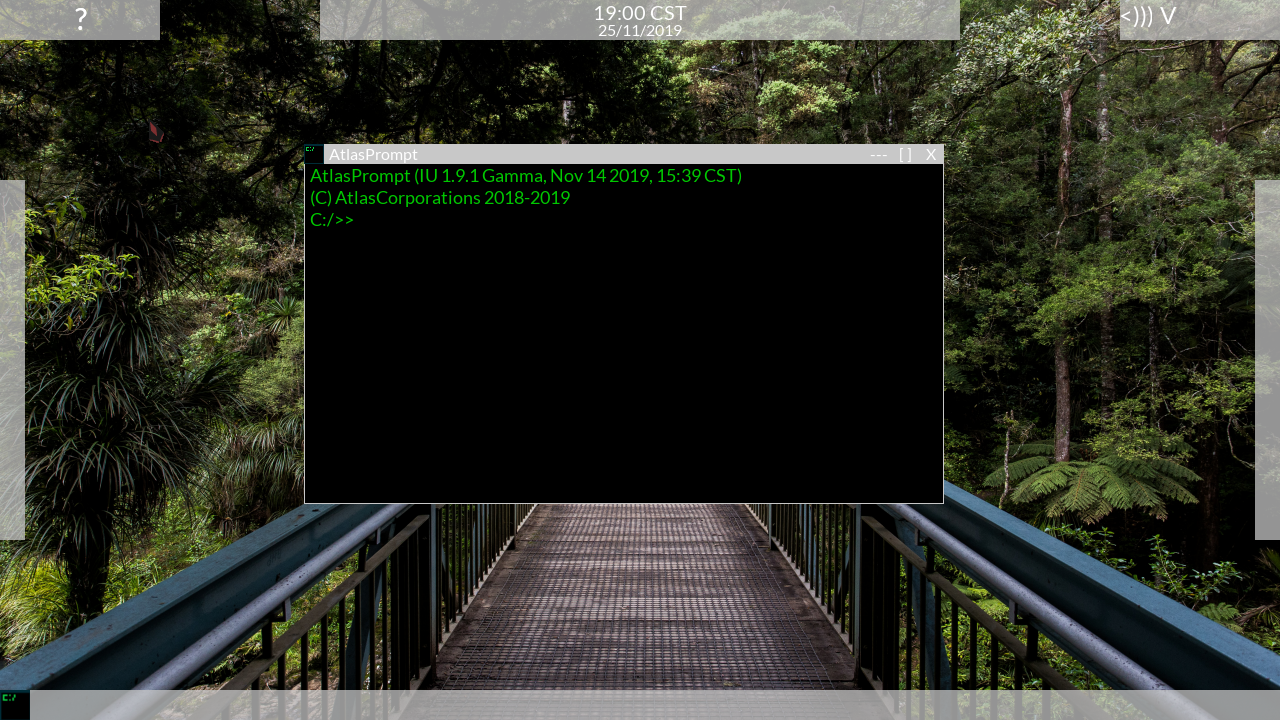 ?
19:00 CST
25/11/2019
<))) V
C:/
AtlasPrompt
--- [ ] X
AtlasPrompt (IU 1.9.1 Gamma, Nov 14 2019, 15:39 CST)
(C) AtlasCorporations 2018-2019
C:/>>
C:/